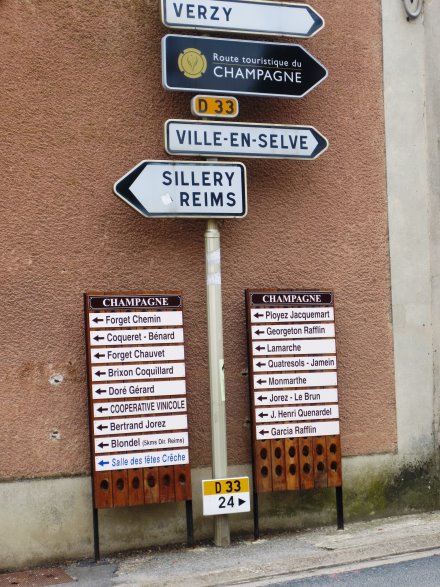 VERZY
Route touristique du
CHAMPAGNE
D 33
VILLE-EN-SELVE
SILLERY
REIMS
CHAMPAGNE
Forget Chemin
Coqueret - Bénard
Forget Chauvet
Brixon Coquillard
Doré Gérard
COOPERATIVE VINICOLE
Bertrand Jorez
Blondel (5kms Dir. Reims)
Salle des fêtes Crèche
CHAMPAGNE
Ployez Jacquemart
Georgeton Rafflin
Lamarche
Quatresols - Jamein
Monmarthe
Jorez - Le Brun
J. Henri Quenardel
Garcia Rafflin
D 33
24